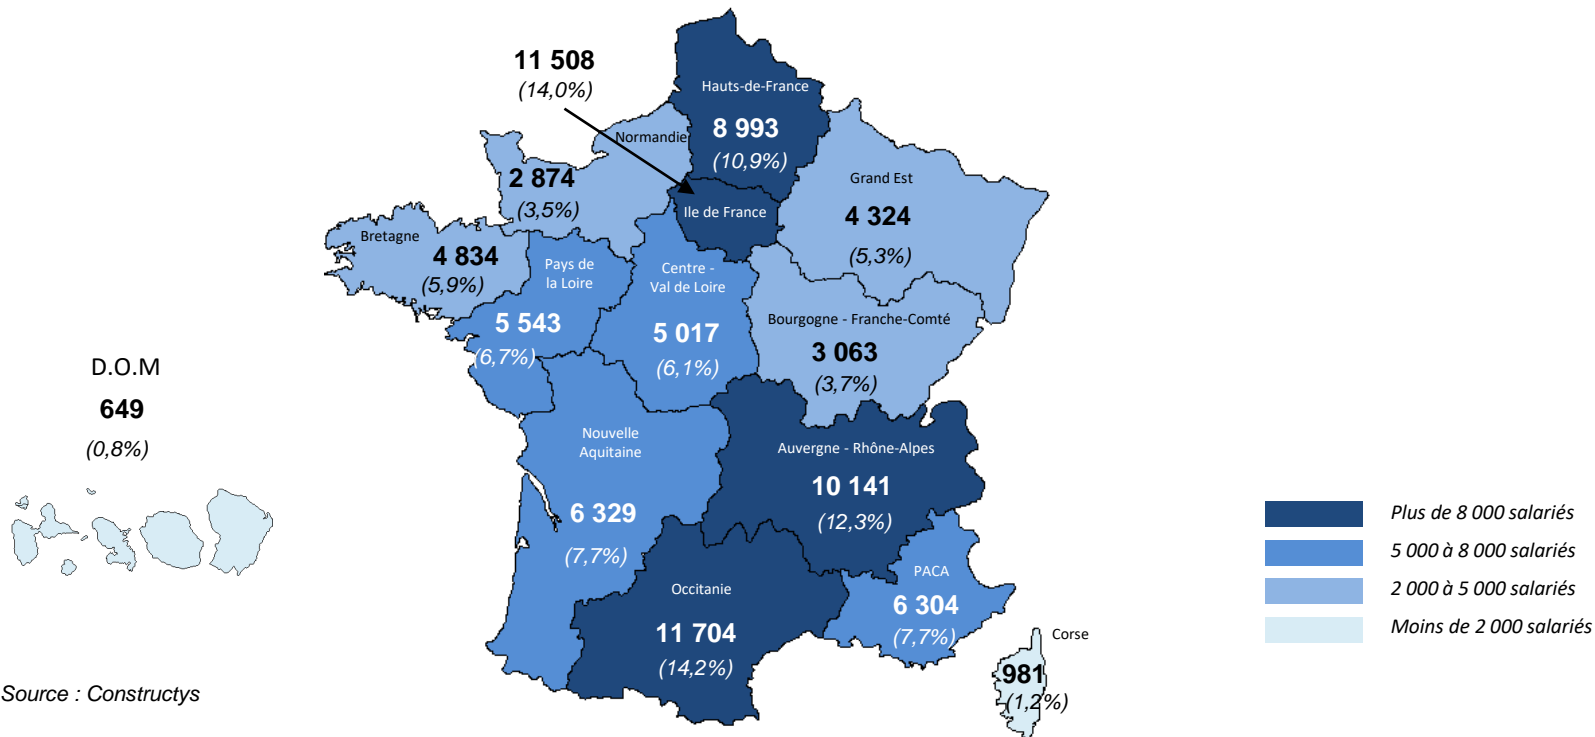 11 508
(14,0%)
Hauts-de-France
8 993
(10,9%)
Normandie
2 874
(3,5%)
Ile de France
Grand Est
4 324
(5,3%)
Bretagne
4 834
(5,9%)
Pays de
la Loire
5 543
(6,7%)
Centre -
Val de Loire
5 017
(6,1%)
Bourgogne - Franche-Comté
3 063
(3,7%)
D.O.M
649
(0,8%)
Nouvelle
Aquitaine
6 329
(7,7%)
Auvergne - Rhône-Alpes
10 141
(12,3%)
Occitanie
11 704
(14,2%)
PACA
6 304
(7,7%)
Corse
981
(1,2%)
Plus de 8 000 salariés
5 000 à 8 000 salariés
2 000 à 5 000 salariés
Moins de 2 000 salariés
Source : Constructys